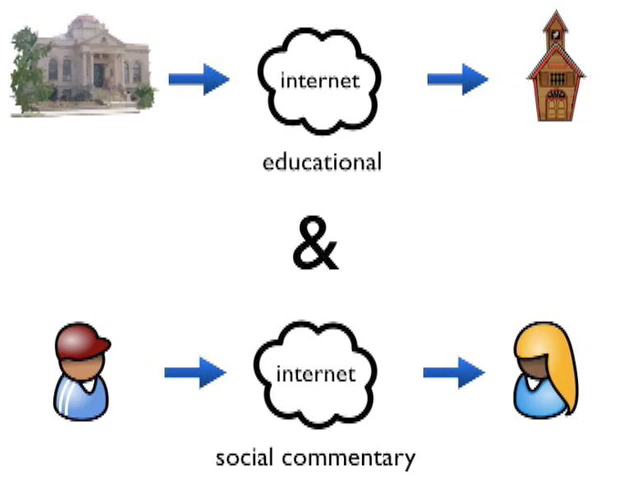 internet
educational
&
internet
social commentary